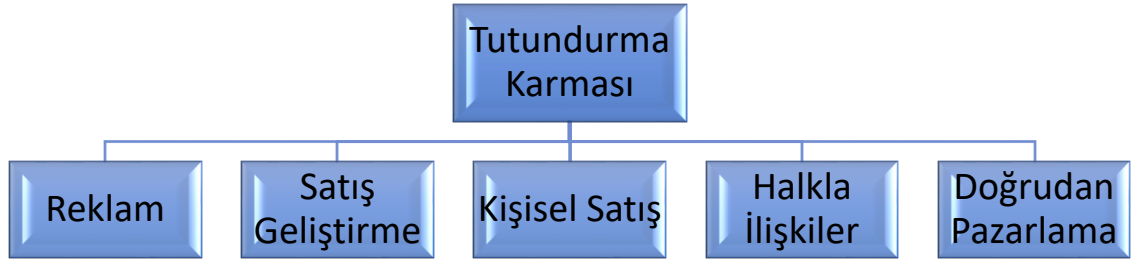 Tutundurma
Karması
Reklam
Satış
Geliştirme
Kişisel Satış
Halkla
İlişkiler
Doğrudan
Pazarlama